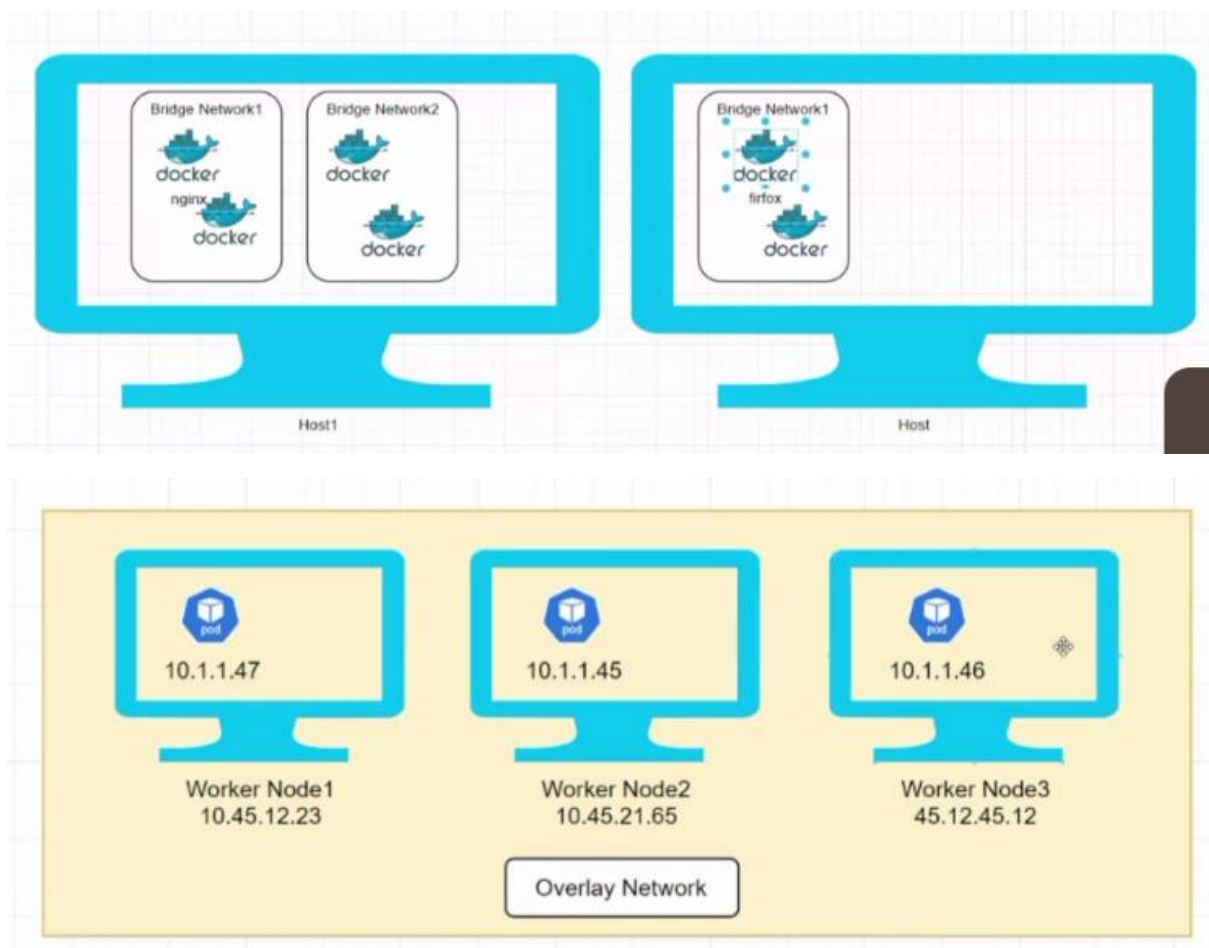 Bridge Network1
Bridge Network2
docker
docker
nginx
docker
docker
Host1
Bridge Network1
docker
firfox
docker
Host
pod
10.1.1.47
pod
10.1.1.45
pod
10.1.1.46
Worker Node1
10.45.12.23
Worker Node2
10.45.21.65
Worker Node3
45.12.45.12
Overlay Network